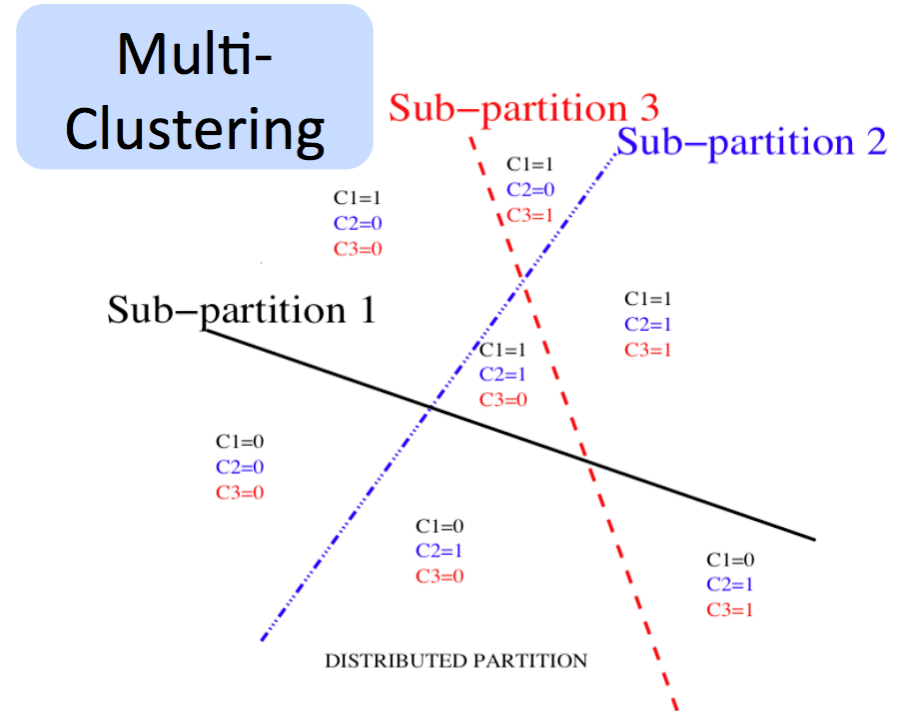 Multi-
Clustering
Sub-partition 3
Sub-partition 2
C1=1
C2=0
C3=1
C1=1
C2=0
C3=0
Sub-partition 1
C1=1
C2=1
C3=1
C1=1
C2=1
C3=0
C1=0
C2=0
C3=0
C1=0
C2=1
C3=0
C1=0
C2=1
C3=1
DISTRIBUTED PARTITION